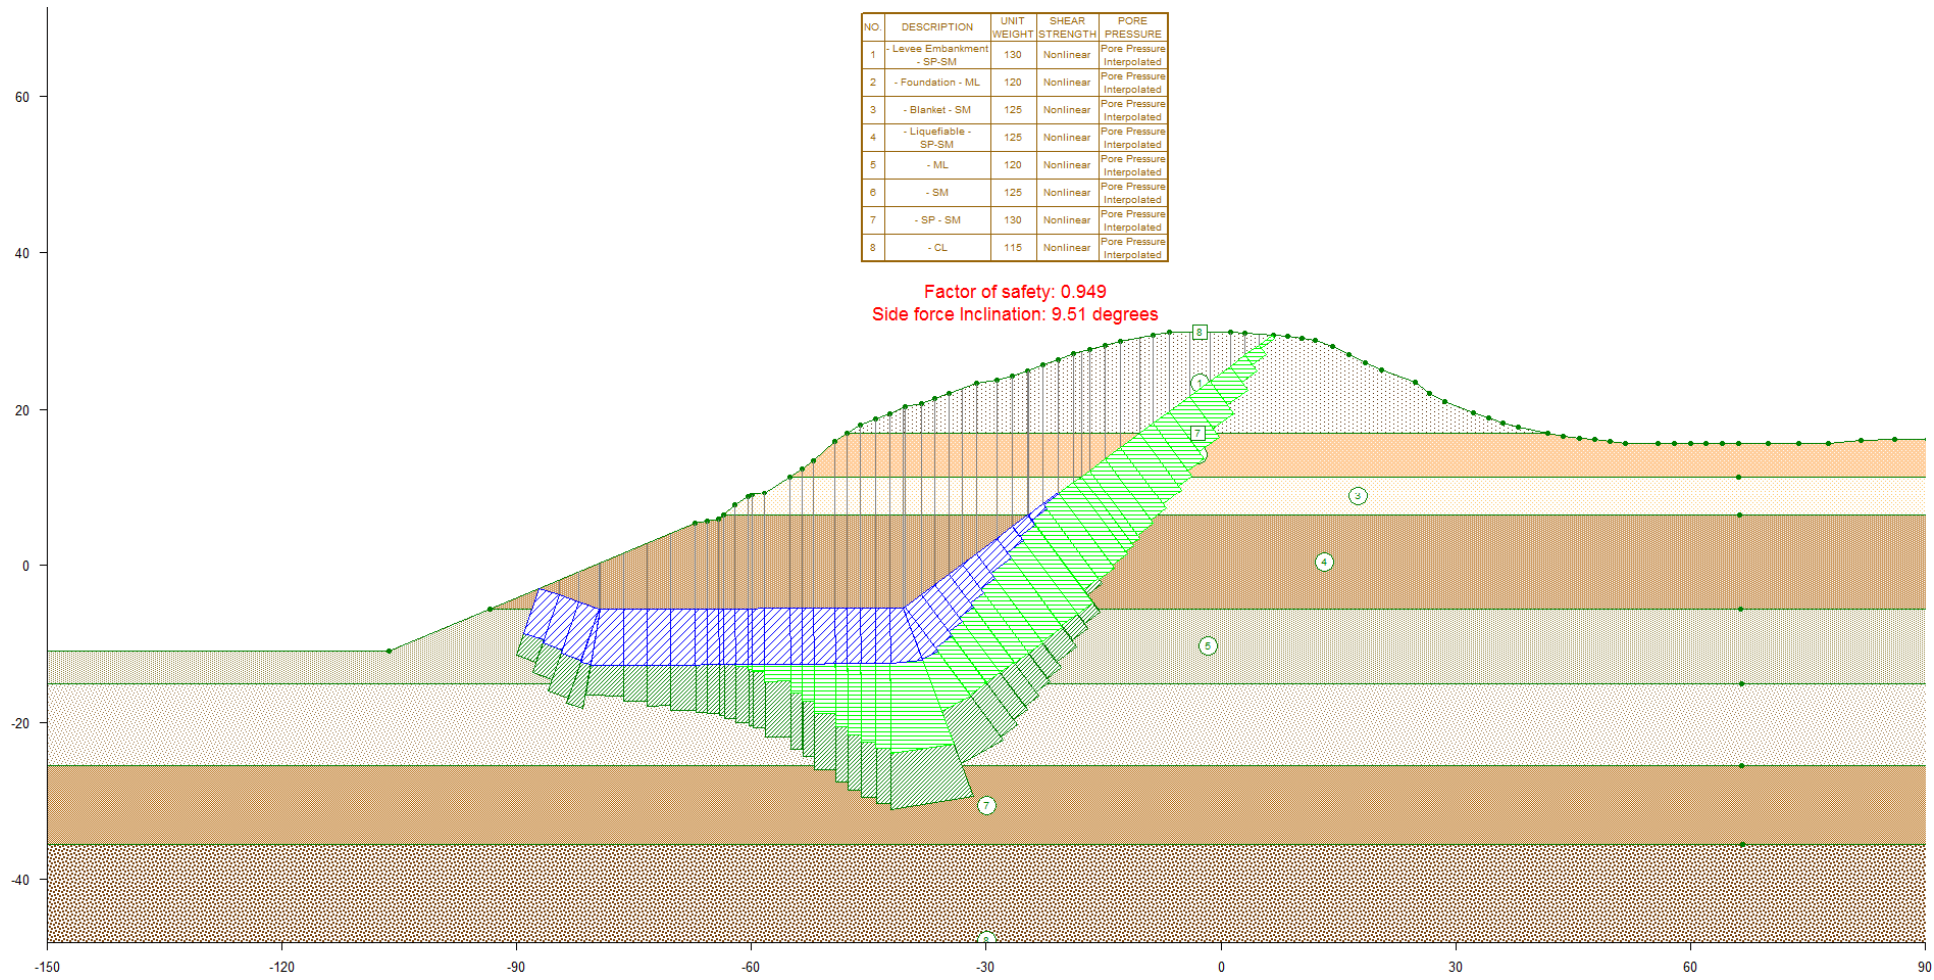 NO. DESCRIPTION UNIT WEIGHT SHEAR STRENGTH PORE PRESSURE
1 - Levee Embankment - SP-SM 130 Nonlinear Pore Pressure Interpolated
2 - Foundation - ML 120 Nonlinear Pore Pressure Interpolated
3 - Blanket - SM 125 Nonlinear Pore Pressure Interpolated
4 - Liquefiable - SP-SM 125 Nonlinear Pore Pressure Interpolated
5 - ML 120 Nonlinear Pore Pressure Interpolated
6 - SM 125 Nonlinear Pore Pressure Interpolated
7 - SP - SM 130 Nonlinear Pore Pressure Interpolated
8 - CL 115 Nonlinear Pore Pressure Interpolated
Factor of safety: 0.949
Side force Inclination: 9.51 degrees
60
40
20
0
-20
-40
8
1
7
3
4
5
7
8
-150 -120 -90 -60 -30 0 30 60 90